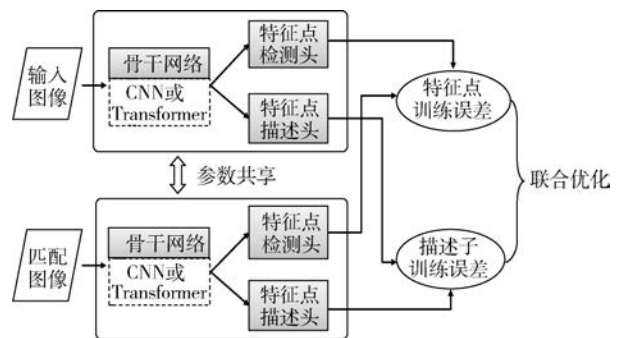 输入
图像
骨干网络
CNN或
Transformer
特征点
检测头
特征点
描述头
特征点
训练误差
参数共享
联合优化
匹配
图像
骨干网络
CNN或
Transformer
特征点
检测头
特征点
描述头
描述子
训练误差